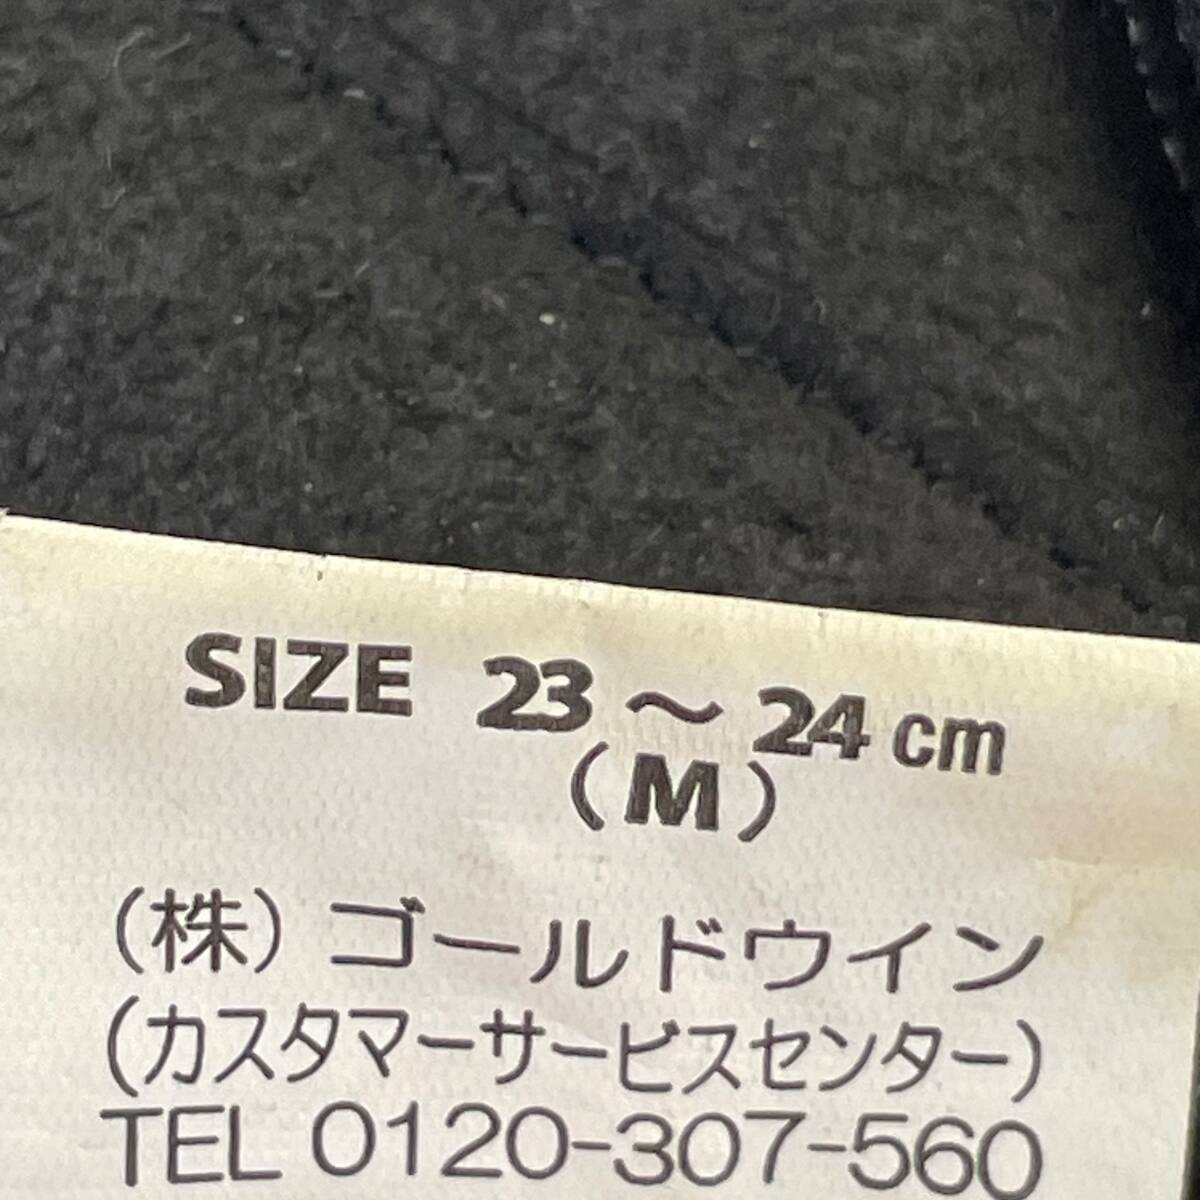 SIZE 23～24cm
(M)
(株)ゴールドウイン
(カスタマーサービスセンター)
TEL 0120-307-560